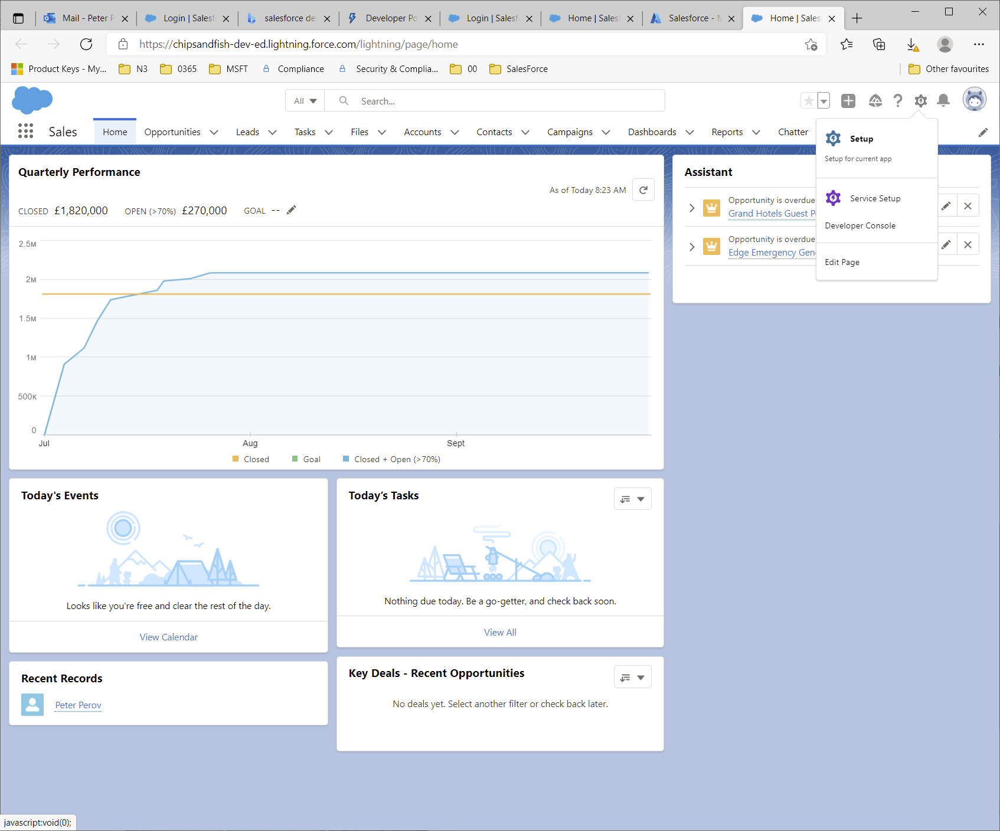 Mail - Peter P
Login | Salesf
salesforce de
Developer Po
Login | Salesf
Home | Sales
Salesforce - M
Home | Sales
https://chipsandfish-dev-ed.lightning.force.com/lightning/page/home
Product Keys - My...
N3
0365
MSFT
Compliance
Security & Complia...
00
SalesForce
Other favourites
All
Search...
Sales
Home
Opportunities
Leads
Tasks
Files
Accounts
Contacts
Campaigns
Dashboards
Reports
Chatter
Setup
Setup for current app
Service Setup
Developer Console
Edit Page
Quarterly Performance
As of Today 8:23 AM
CLOSED £1,820,000 OPEN (>70%) £270,000 GOAL --
2.5M
2M
1.5M
1M
500K
0
Jul Aug Sept
Closed Goal Closed + Open (>70%)
Assistant
Opportunity is overdue
Grand Hotels Guest P
Opportunity is overdue
Edge Emergency Gen
Today's Events
Looks like you're free and clear the rest of the day.
View Calendar
Today’s Tasks
Nothing due today. Be a go-getter, and check back soon.
View All
Recent Records
Peter Perov
Key Deals - Recent Opportunities
No deals yet. Select another filter or check back later.
javascript:void(0);